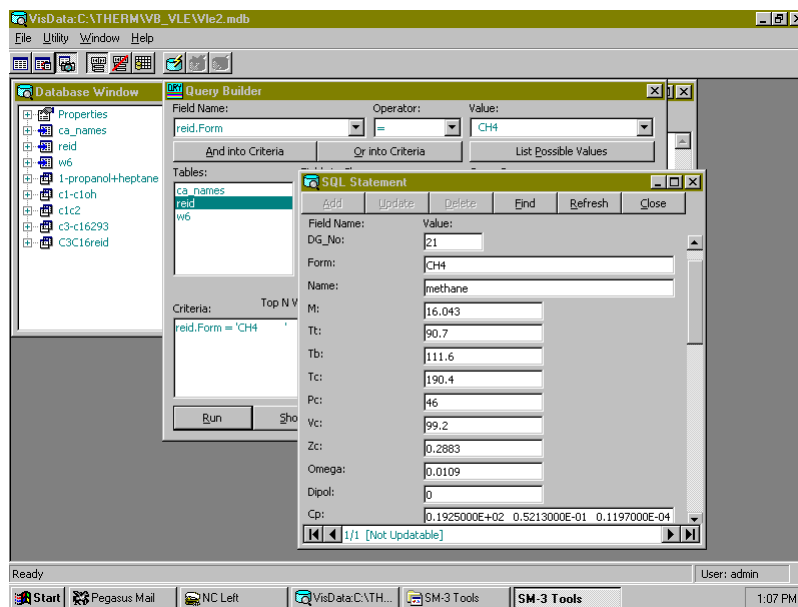 VisData:C:\THERM\VB_VLE\Vle2.mdb
File Utility Window Help
Database Window
Properties
ca_names
reid
w6
1-propanol+heptane
c1-c1oh
c1c2
c3-c16293
C3C16reid
Query Builder
Field Name: Operator: Value:
reid.Form = CH4
And into Criteria Or into Criteria List Possible Values
Tables:
ca_names
reid
w6
Criteria: Top N V
reid.Form = 'CH4 '
Run Sho
SQL Statement
Add Update Delete Find Refresh Close
Field Name: Value:
DG_No: 21
Form: CH4
Name: methane
M: 16.043
Tt: 90.7
Tb: 111.6
Tc: 190.4
Pc: 46
Vc: 99.2
Zc: 0.2883
Omega: 0.0109
Dipol: 0
Cp: 0.1925000E+02 0.5213000E-01 0.1197000E-04
1/1 [Not Updatable]
Ready User: admin
Start Pegasus Mail NC Left VisData:C:\TH... SM-3 Tools SM-3 Tools 1:07 PM